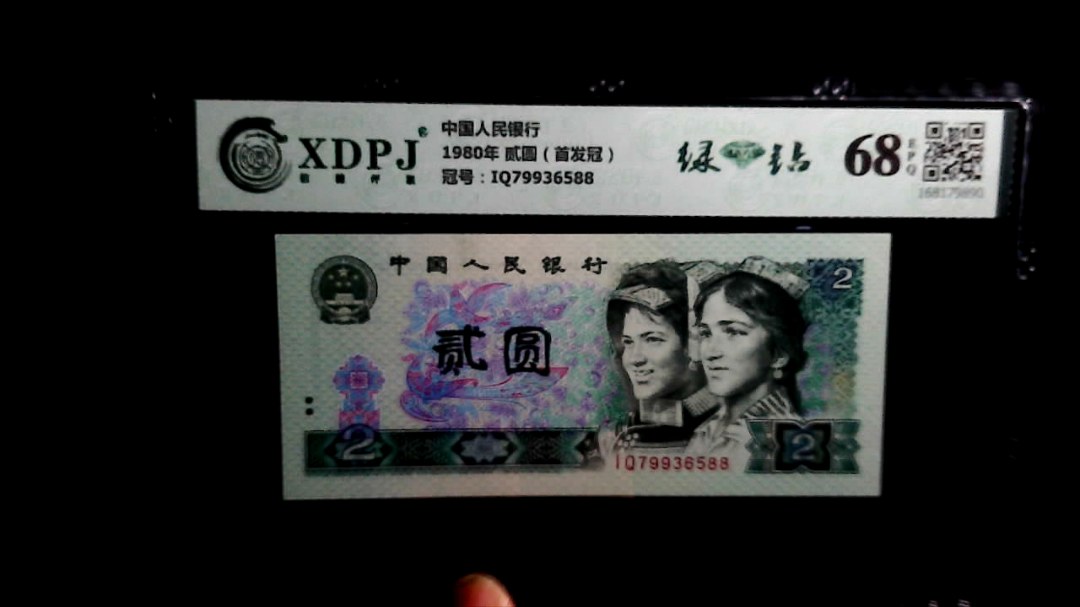 XDPJ
中国人民银行
1980年 贰圆（首发冠）
冠号：IQ79936588
绿钻
68
EPQ
中国人民银行
2
贰圆
2
IQ79936588
2